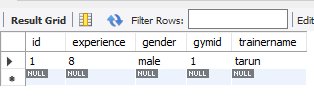 Result Grid Filter Rows: Edit
id experience gender gymid trainername
1 8 male 1 tarun
NULL NULL NULL NULL NULL